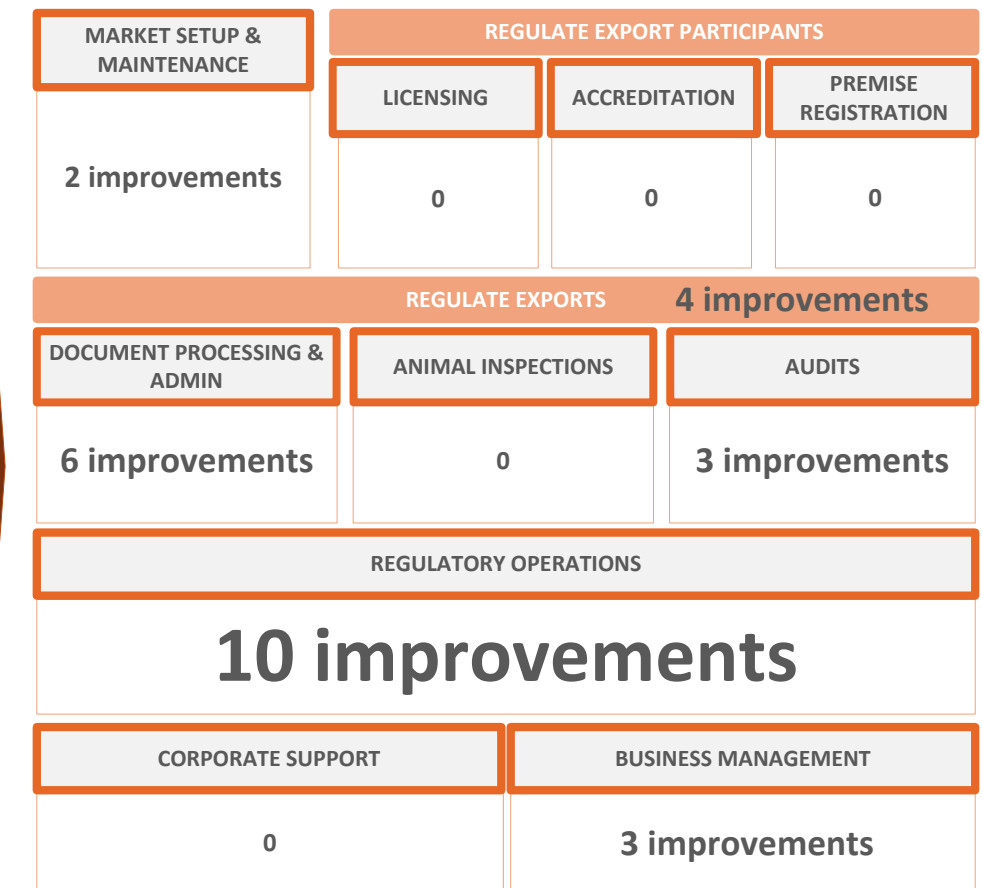 MARKET SETUP &
MAINTENANCE
2 improvements
REGULATE EXPORT PARTICIPANTS
LICENSING
ACCREDITATION
PREMISE
REGISTRATION
0
0
0
REGULATE EXPORTS
4 improvements
DOCUMENT PROCESSING &
ADMIN
ANIMAL INSPECTIONS
AUDITS
6 improvements
0
3 improvements
REGULATORY OPERATIONS
10 improvements
CORPORATE SUPPORT
BUSINESS MANAGEMENT
0
3 improvements